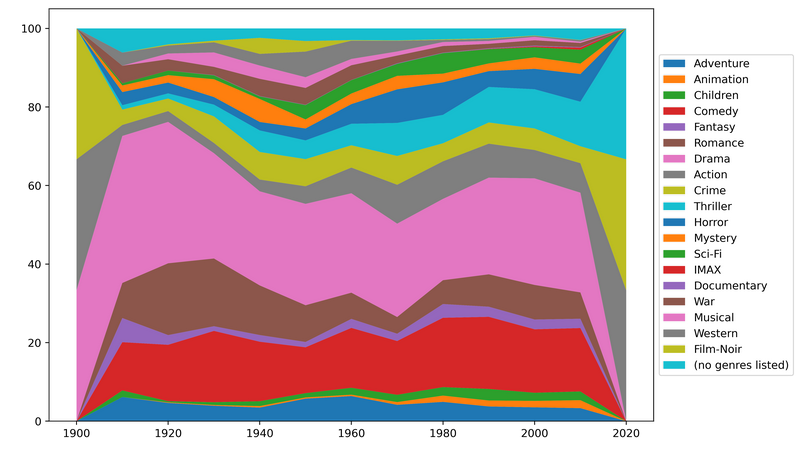 100
80
60
40
20
0
1900
1920
1940
1960
1980
2000
2020
Adventure
Animation
Children
Comedy
Fantasy
Romance
Drama
Action
Crime
Thriller
Horror
Mystery
Sci-Fi
IMAX
Documentary
War
Musical
Western
Film-Noir
(no genres listed)